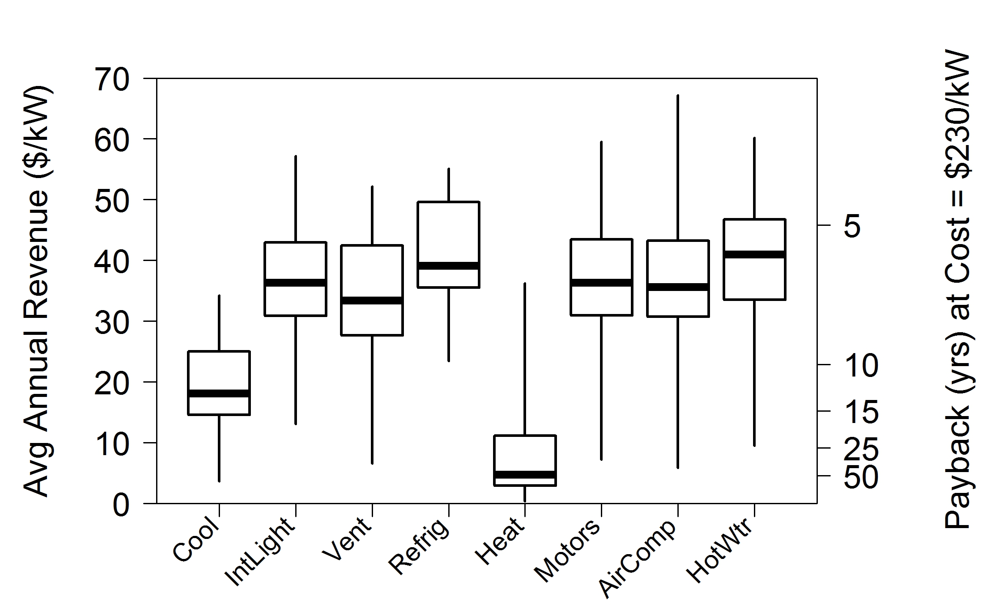 Avg Annual Revenue ($/kW)
70
60
50
40
30
20
10
0
Cool
IntLight
Vent
Refrig
Heat
Motors
AirComp
HotWtr
5
10
15
25
50
Payback (yrs) at Cost = $230/kW